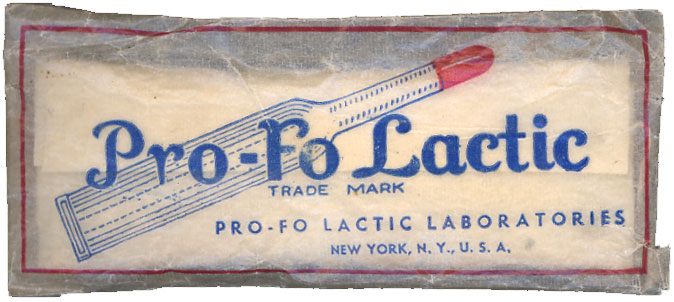 Pro-Fo Lactic
TRADE MARK
PRO-FO LACTIC LABORATORIES
NEW YORK, N. Y., U. S. A.